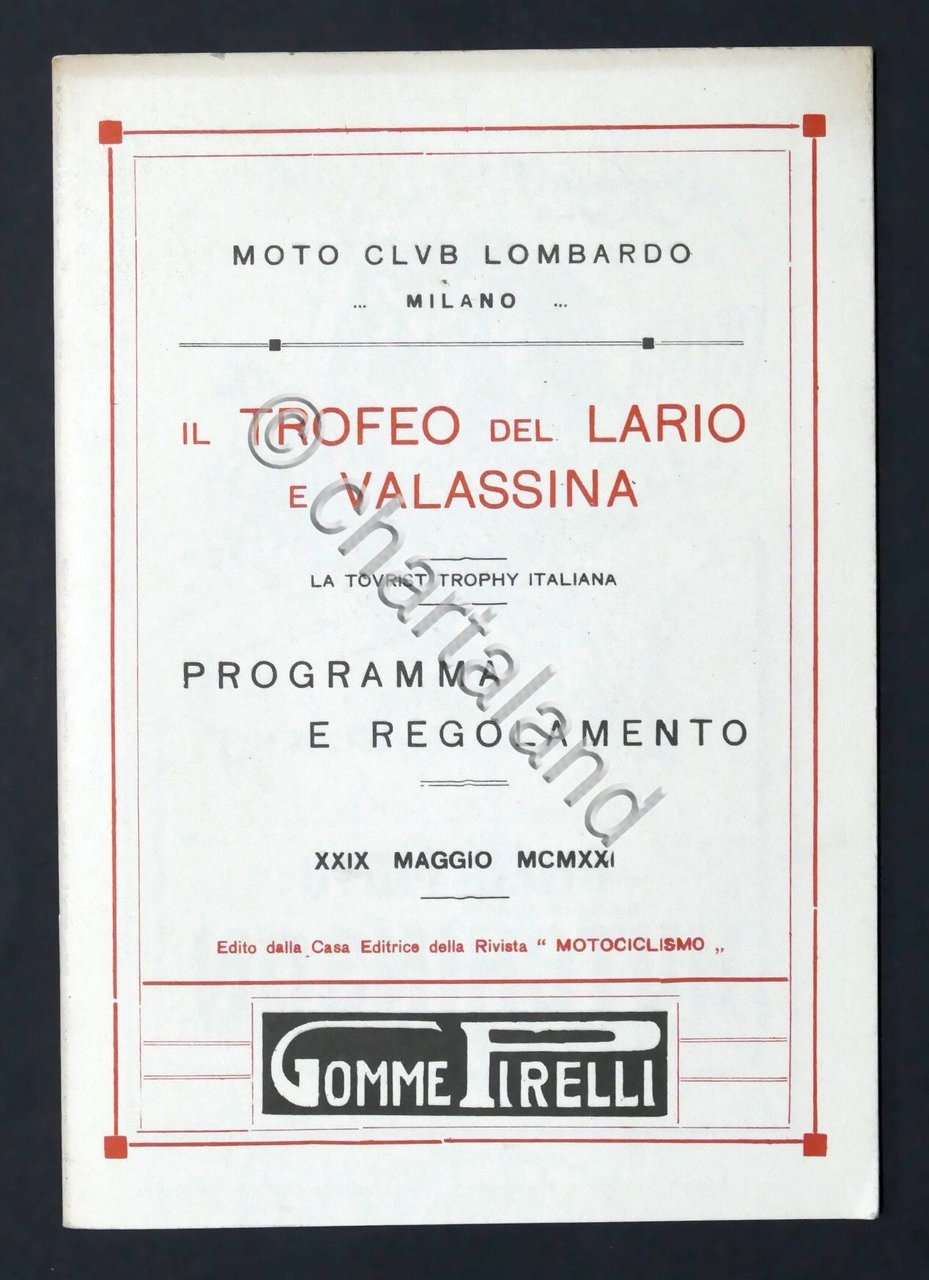 MOTO CLVB LOMBARDO
... MILANO ...
IL TROFEO DEL LARIO
E VALASSINA
LA TOVRIST TROPHY ITALIANA
PROGRAMMA
E REGOLAMENTO
XXIX MAGGIO MCMXXI
Edito dalla Casa Editrice della Rivista “ MOTOCICLISMO „
GOMME PIRELLI
© chartaland